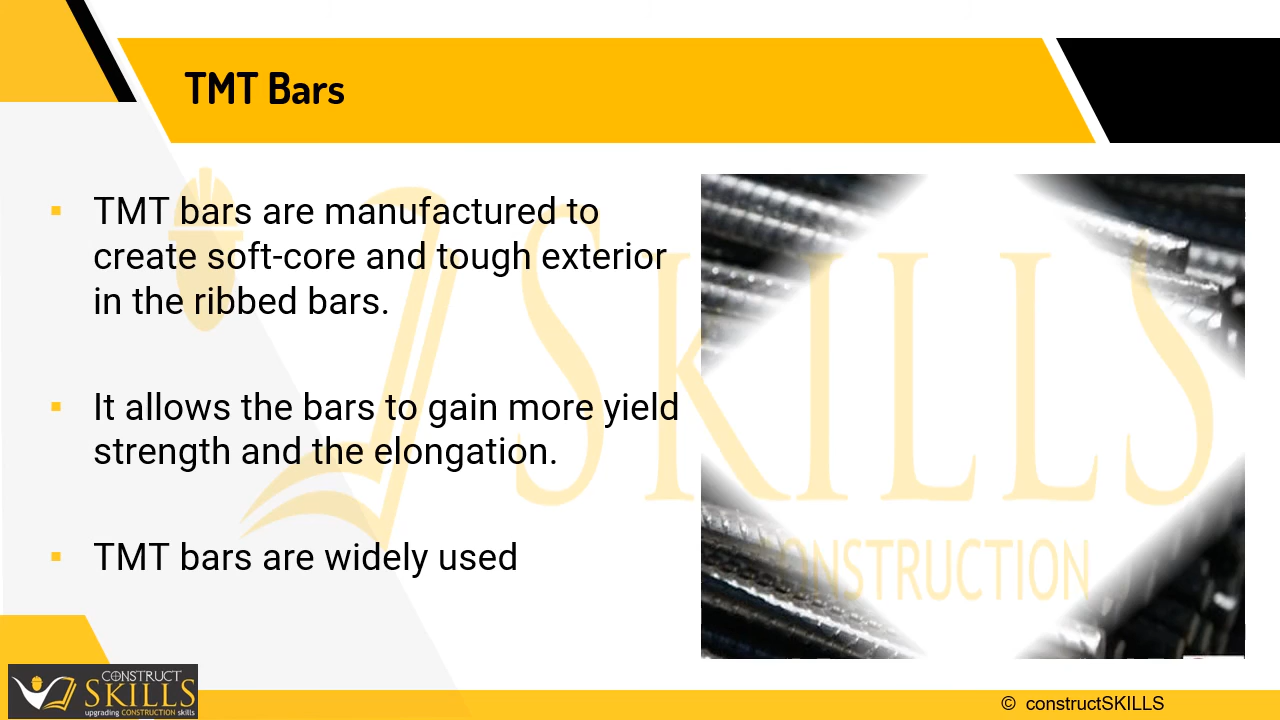 TMT Bars
▪ TMT bars are manufactured to
create soft-core and tough exterior
in the ribbed bars.
▪ It allows the bars to gain more yield
strength and the elongation.
▪ TMT bars are widely used
SKILLS
CONSTRUCTION
CONSTRUCT
SKILLS
upgrading CONSTRUCTION skills
© constructSKILLS